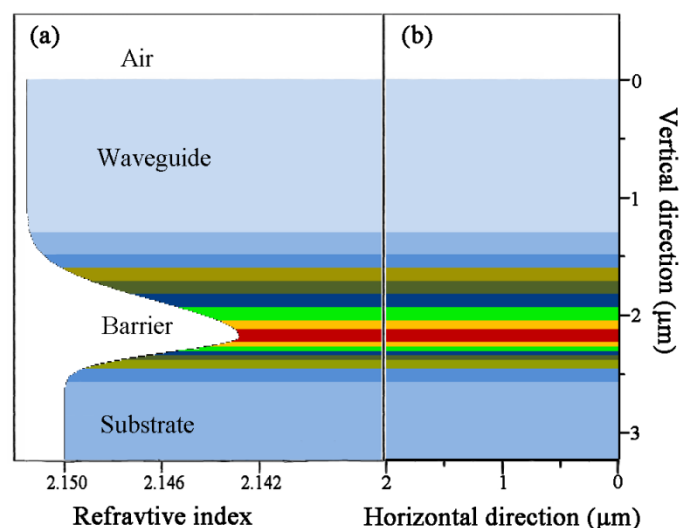 (a)
(b)
Air
Waveguide
Barrier
Substrate
0
1
2
3
Vertical direction (μm)
2.150
2.146
2.142
2
1
0
Refravtive index
Horizontal direction (μm)